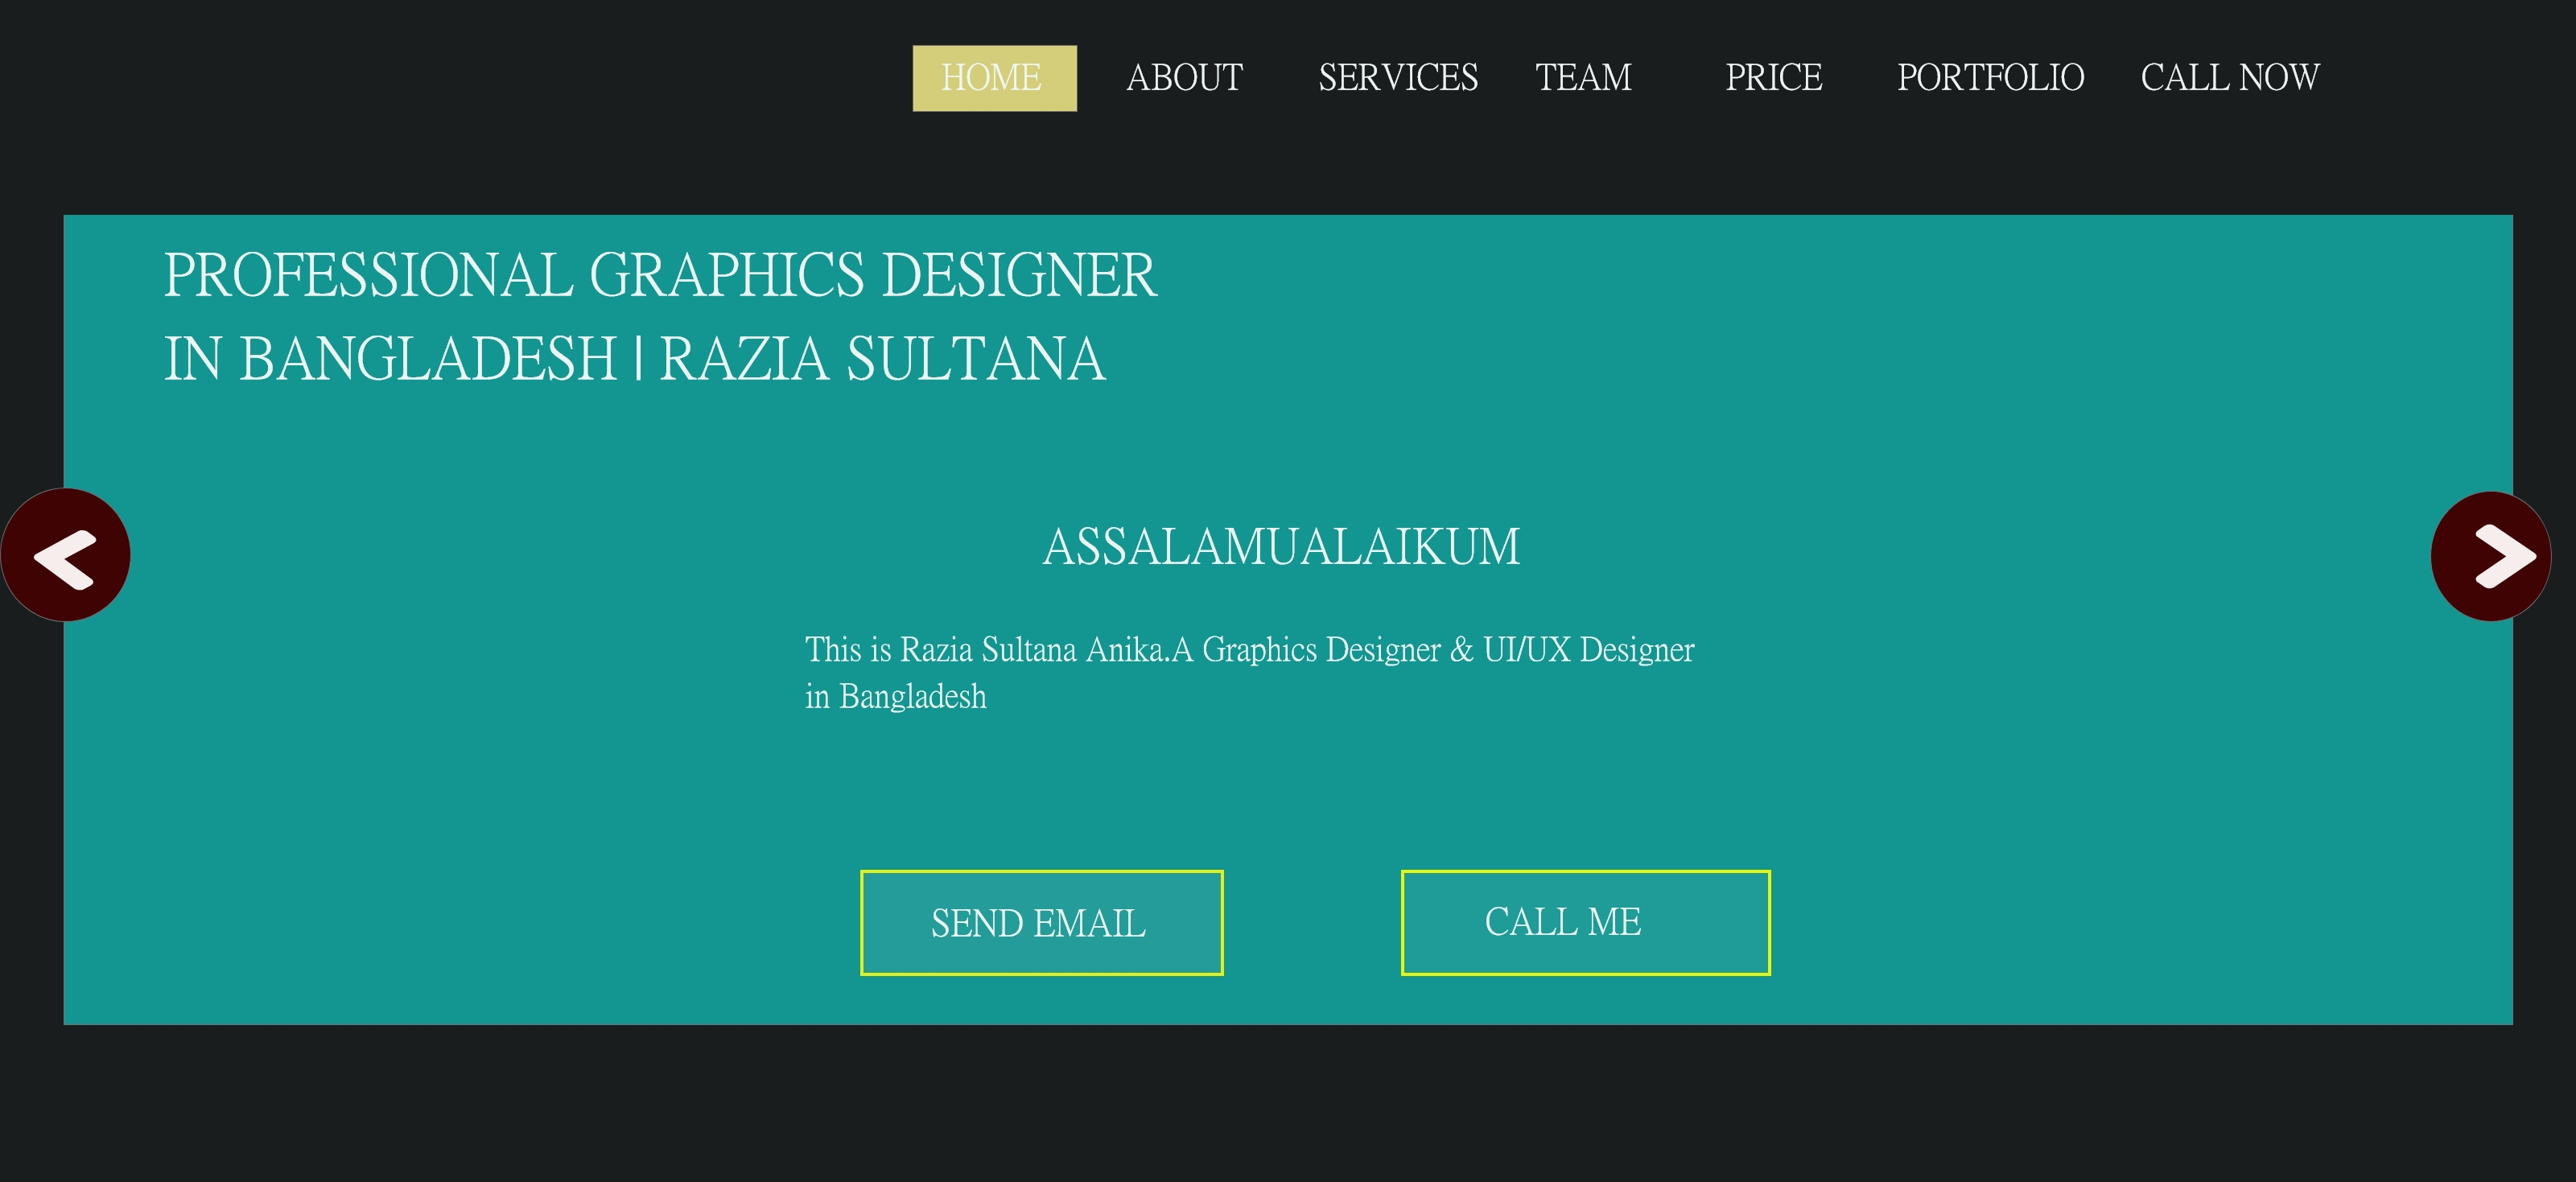 HOME ABOUT SERVICES TEAM PRICE PORTFOLIO CALL NOW
PROFESSIONAL GRAPHICS DESIGNER
IN BANGLADESH | RAZIA SULTANA
ASSALAMUALAIKUM
This is Razia Sultana Anika.A Graphics Designer & UI/UX Designer
in Bangladesh
SEND EMAIL CALL ME